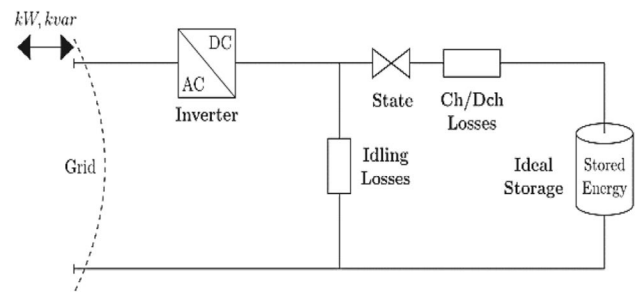 kW, kvar
DC
AC
Inverter
State
Ch/Dch
Losses
Grid
Idling
Losses
Ideal
Storage
Stored
Energy